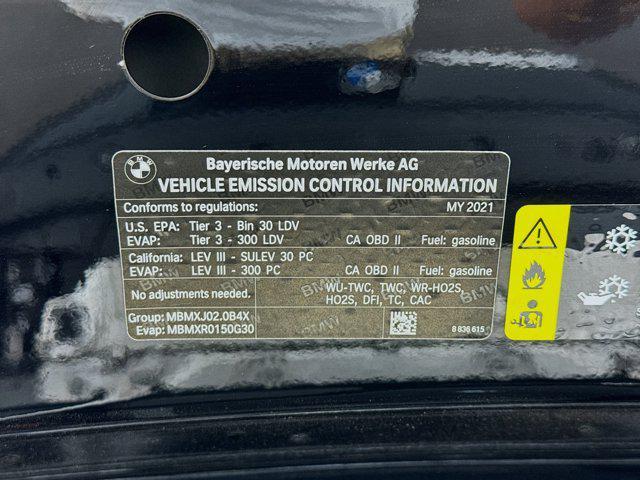 BMW
Bayerische Motoren Werke AG
VEHICLE EMISSION CONTROL INFORMATION
Conforms to regulations: MY 2021
U.S. EPA: Tier 3 - Bin 30 LDV
EVAP: Tier 3 - 300 LDV CA OBD II Fuel: gasoline
California: LEV III - SULEV 30 PC
EVAP: LEV III - 300 PC CA OBD II Fuel: gasoline
No adjustments needed.
WU-TWC, TWC, WR-HO2S,
HO2S, DFI, TC, CAC
Group: MBMXJ02.0B4X
Evap: MBMXR0150G30
8 836 615